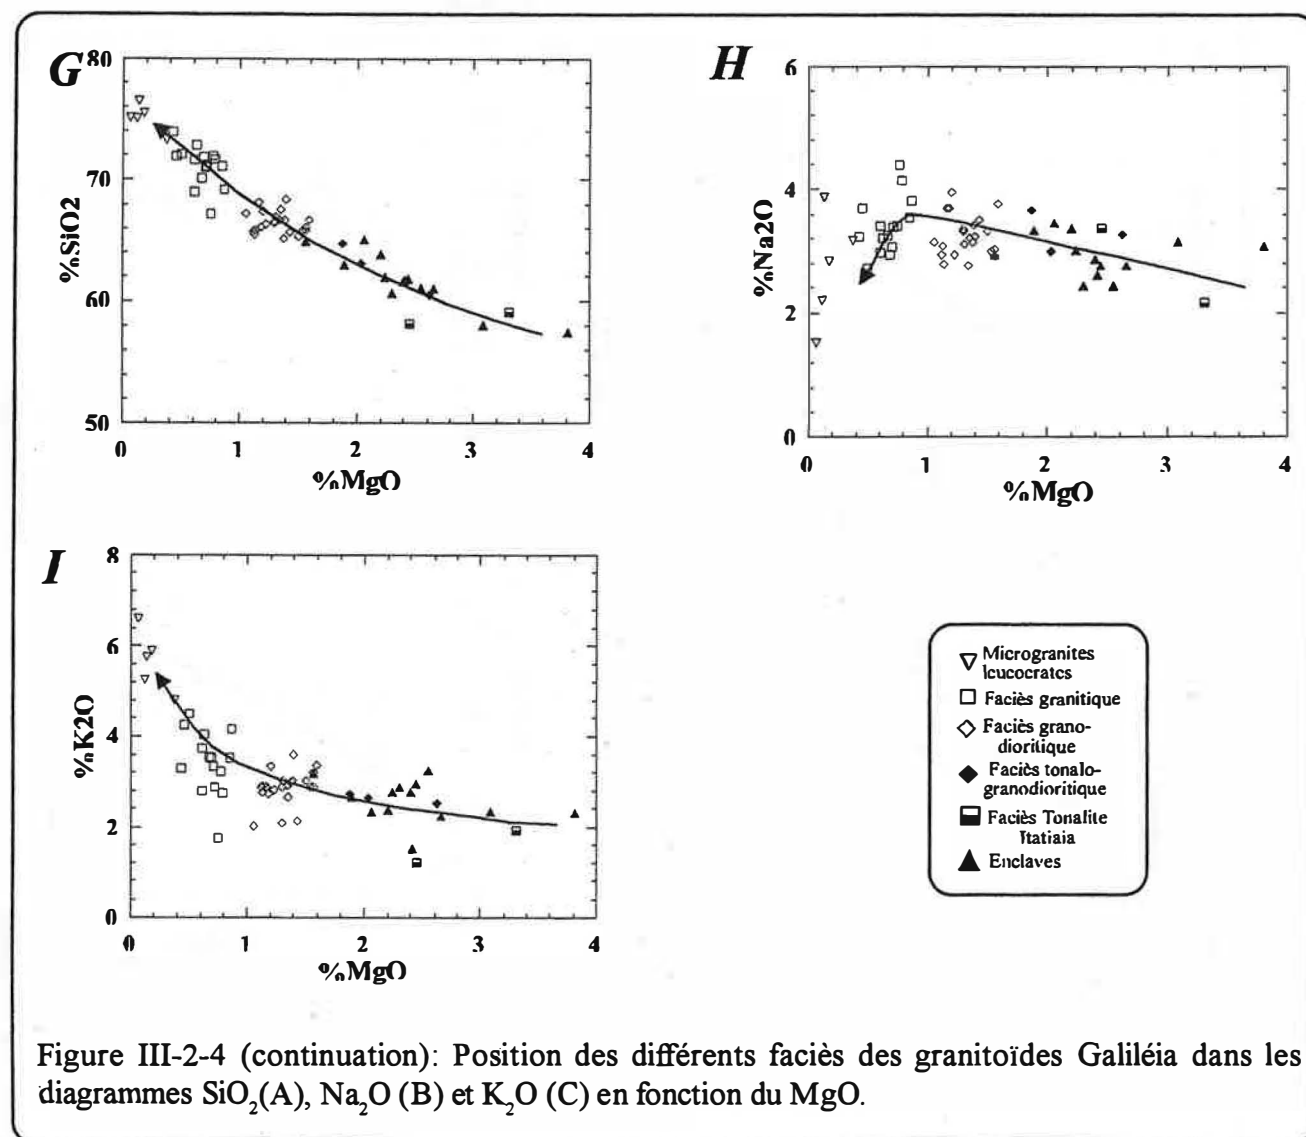 G
80
70
60
50
%SiO2
0 1 2 3 4
%MgO
H
6
4
2
0
%Na2O
0 1 2 3 4
%MgO
I
8
6
4
2
0
%K2O
0 1 2 3 4
%MgO
Microgranites
leucocrates
Faciès granitique
Faciès grano-
dioritique
Faciès tonalo-
granodioritique
Faciès Tonalite
Itatiaia
Enclaves
Figure III-2-4 (continuation): Position des différents faciès des granitoïdes Galiléia dans les
diagrammes SiO₂(A), Na₂O (B) et K₂O (C) en fonction du MgO.